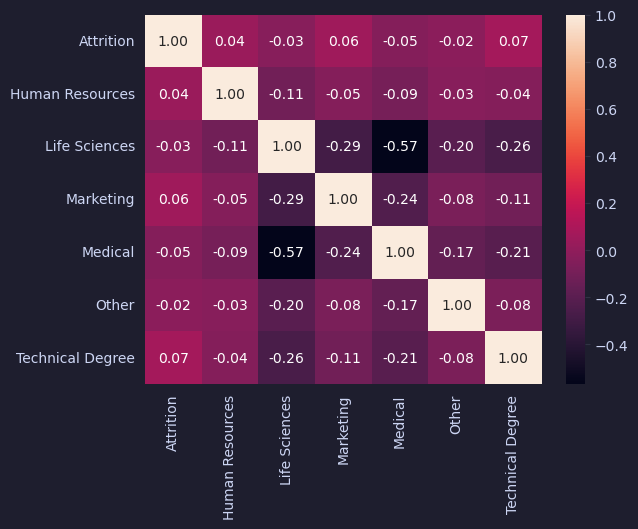 Attrition 1.00 0.04 -0.03 0.06 -0.05 -0.02 0.07
Human Resources 0.04 1.00 -0.11 -0.05 -0.09 -0.03 -0.04
Life Sciences -0.03 -0.11 1.00 -0.29 -0.57 -0.20 -0.26
Marketing 0.06 -0.05 -0.29 1.00 -0.24 -0.08 -0.11
Medical -0.05 -0.09 -0.57 -0.24 1.00 -0.17 -0.21
Other -0.02 -0.03 -0.20 -0.08 -0.17 1.00 -0.08
Technical Degree 0.07 -0.04 -0.26 -0.11 -0.21 -0.08 1.00
Attrition
Human Resources
Life Sciences
Marketing
Medical
Other
Technical Degree
1.0
0.8
0.6
0.4
0.2
0.0
−0.2
−0.4